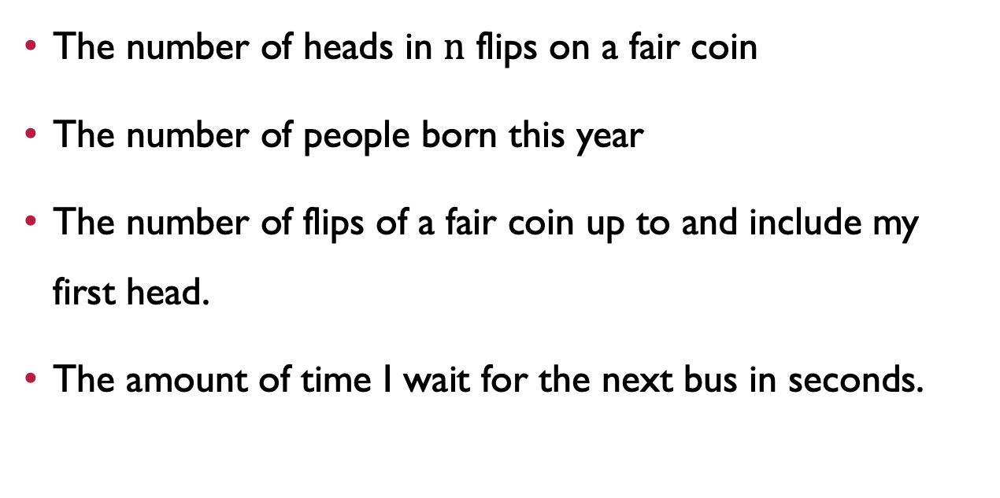 • The number of heads in n flips on a fair coin
• The number of people born this year
• The number of flips of a fair coin up to and include my
first head.
• The amount of time I wait for the next bus in seconds.